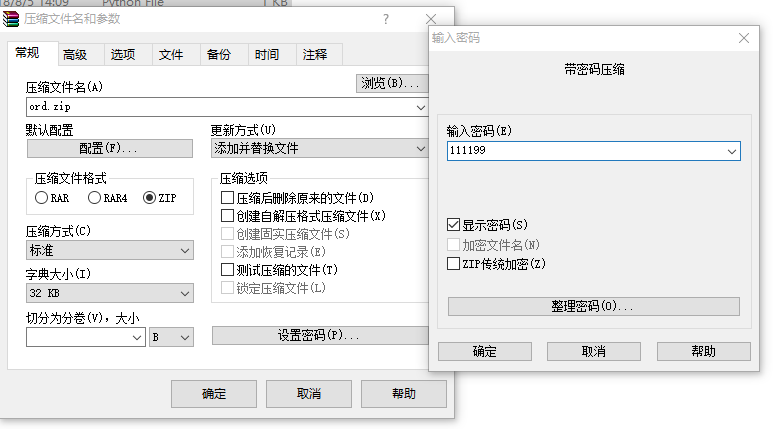 18/8/5 14:09 Python File 1 KB
压缩文件名和参数
常规 高级 选项 文件 备份 时间 注释
压缩文件名(A)
浏览(B)...
ord.zip
默认配置
配置(F)...
更新方式(U)
添加并替换文件
压缩文件格式
RAR RAR4 ZIP
压缩方式(C)
标准
字典大小(I)
32 KB
切分为分卷(V),大小
B
压缩选项
压缩后删除原来的文件(D)
创建自解压格式压缩文件(X)
创建固实压缩文件(S)
添加恢复记录(E)
测试压缩的文件(T)
锁定压缩文件(L)
设置密码(P)...
确定 取消 帮助
输入密码
带密码压缩
输入密码(E)
111199
显示密码(S)
加密文件名(N)
ZIP传统加密(Z)
整理密码(O)...
确定 取消 帮助